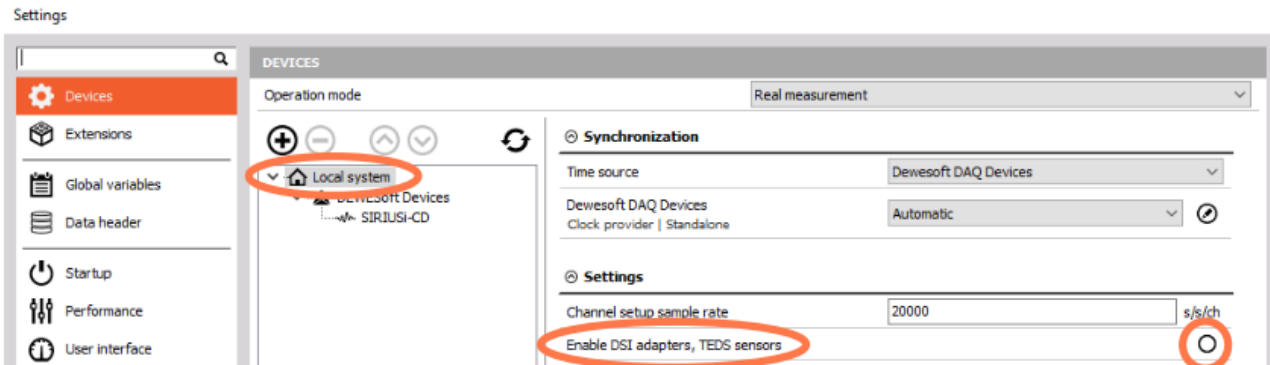 Settings
DEVICES
Devices
Operation mode
Real measurement
Extensions
Synchronization
Local system
Time source
Dewesoft DAQ Devices
Global variables
DEWESoft Devices
Dewesoft DAQ Devices
Automatic
Data header
SIRIUSi-CD
Clock provider | Standalone
Startup
Settings
Performance
Channel setup sample rate
20000
s/s/ch
User interface
Enable DSI adapters, TEDS sensors